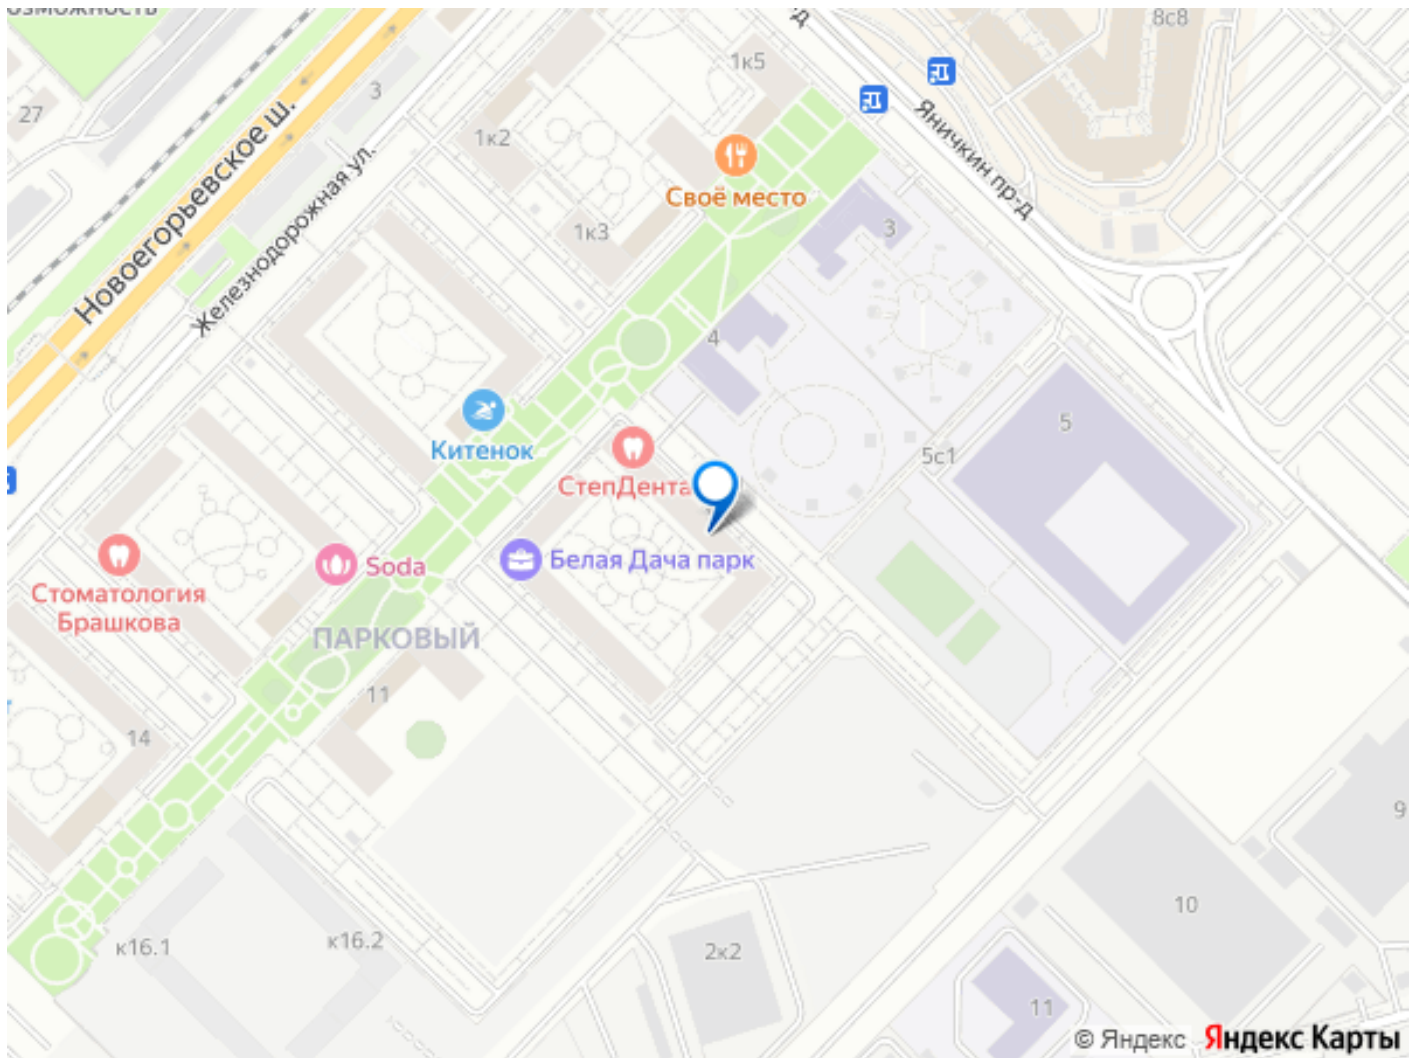 8с8
1к5
3
27
Новоегорьевское ш.
Железнодорожная ул.
1к2
Яничкин пр-д
Своё место
1к3
3
4
Китенок
5
5с1
СтепДента
Белая Дача парк
Soda
Стоматология
Брашкова
ПАРКОВЫЙ
11
14
9
10
к16.1
к16.2
2к2
11
© Яндекс Яндекс Карты